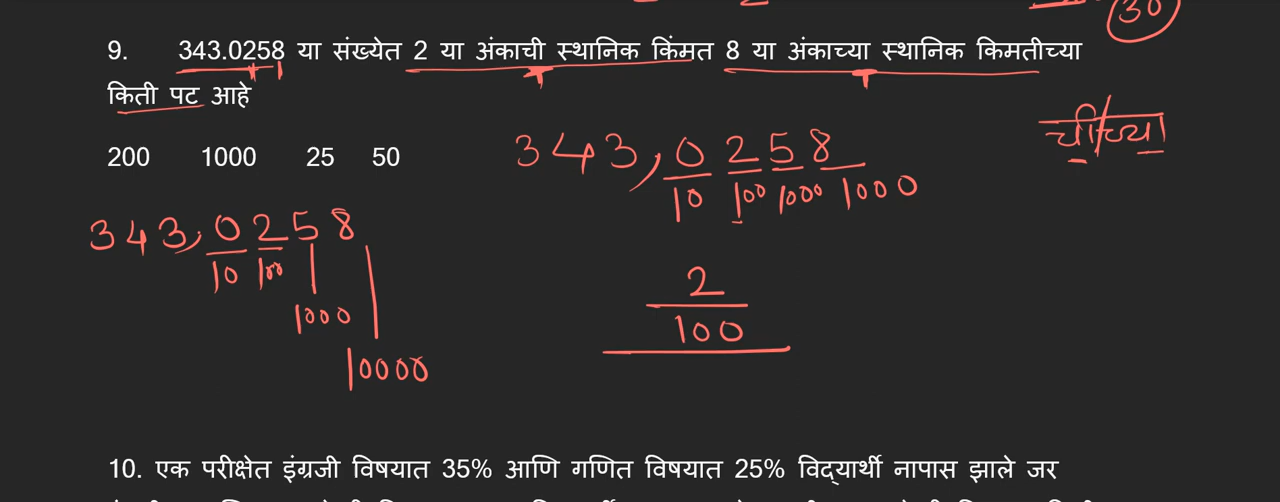 30
9. 343.0258 या संख्येत 2 या अंकाची स्थानिक किंमत 8 या अंकाच्या स्थानिक किमतीच्या
किती पट आहे
ची/च्या
200 1000 25 50
343.0258
10 100 1000 1000
343.0258
10 100
1000
10000
2
100
10. एक परीक्षेत इंग्रजी विषयात 35% आणि गणित विषयात 25% विद्यार्थी नापास झाले जर